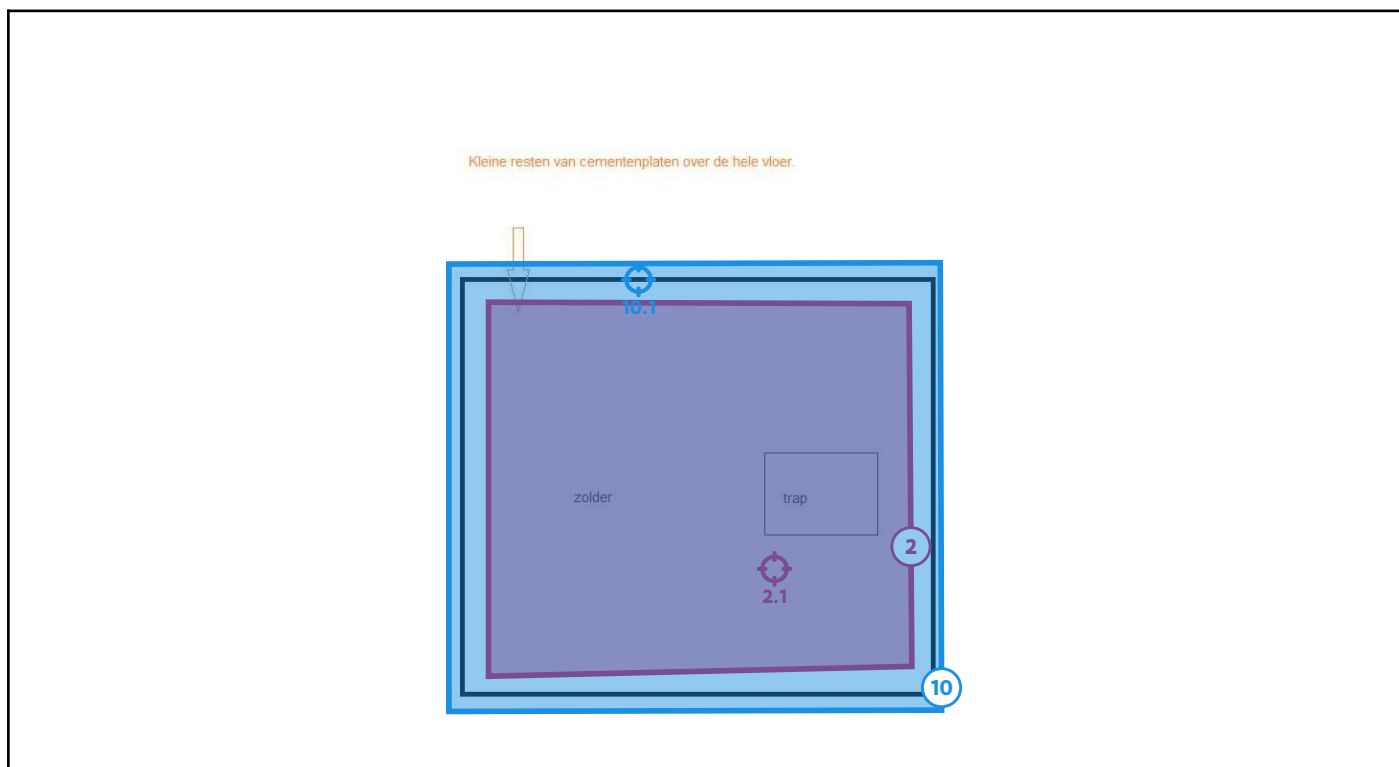 Kleine resten van cementenplaten over de hele vloer.
10.1
zolder
trap
2
2.1
10